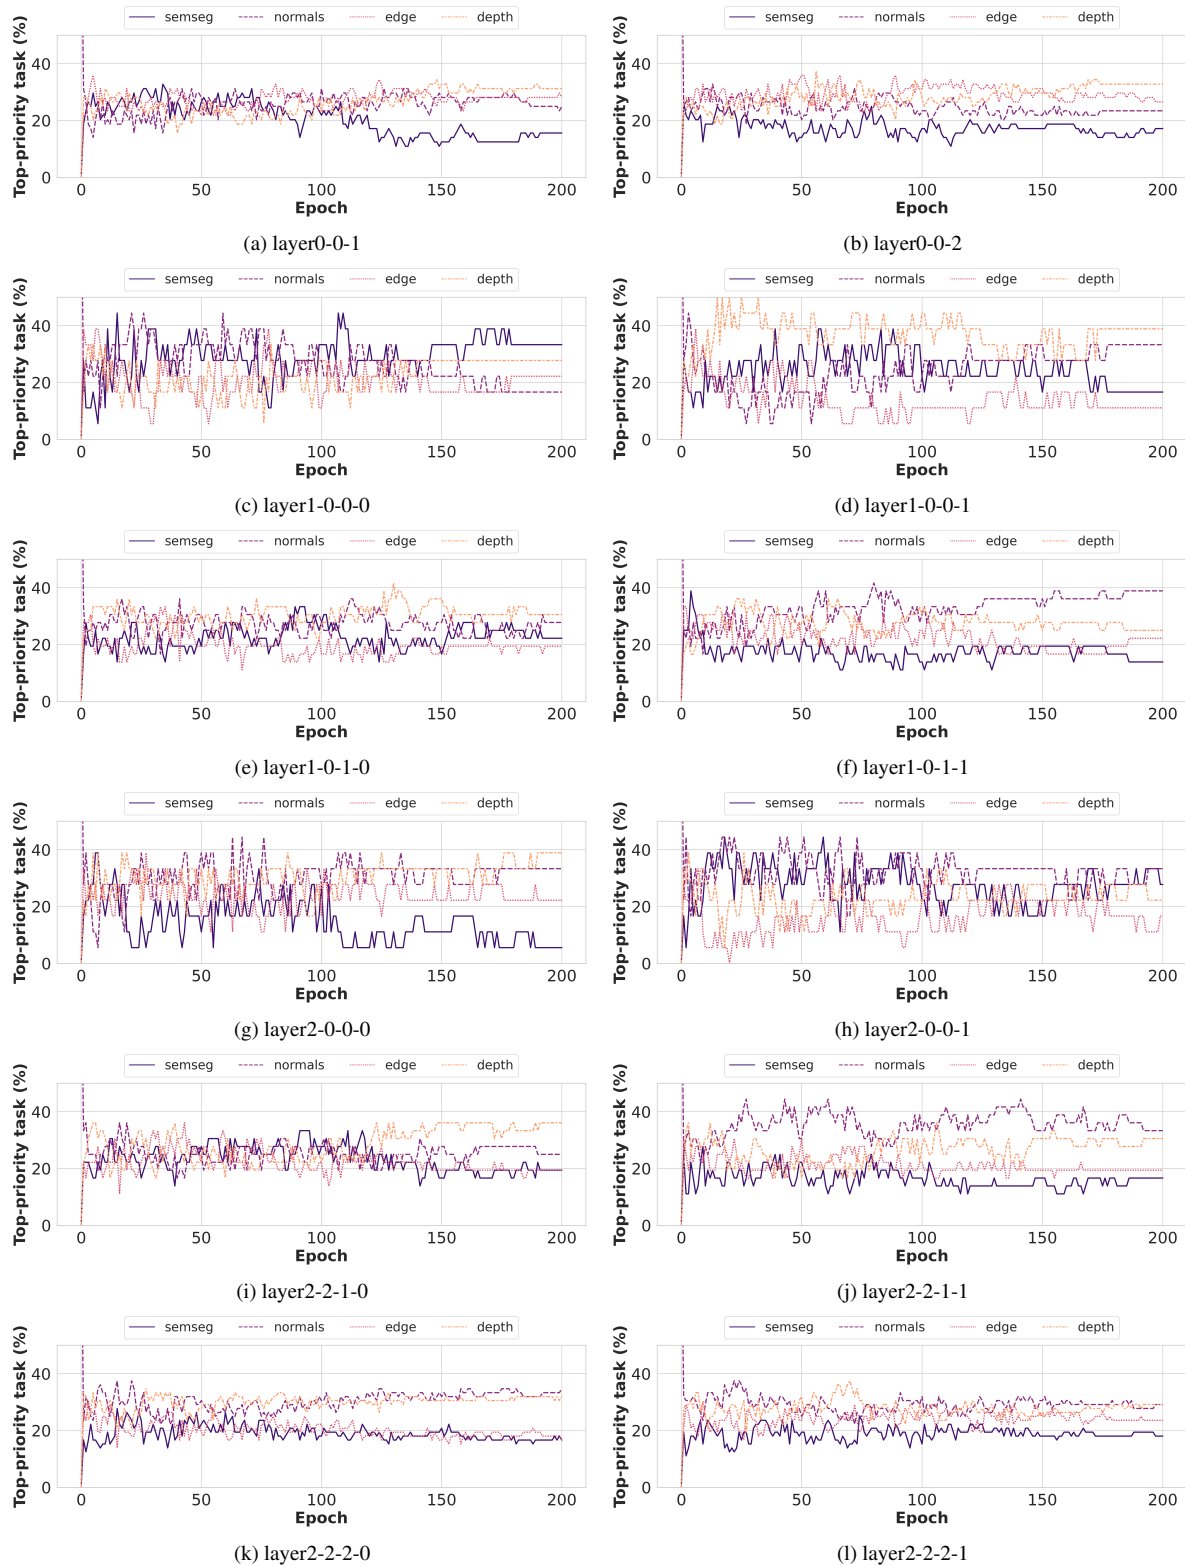 semseg normals edge depth
semseg normals edge depth
Top-priority task (%)
40
20
0
0 50 100 150 200
Epoch
Top-priority task (%)
40
20
0
0 50 100 150 200
Epoch
(a) layer0-0-1
(b) layer0-0-2
semseg normals edge depth
semseg normals edge depth
Top-priority task (%)
40
20
0
0 50 100 150 200
Epoch
Top-priority task (%)
40
20
0
0 50 100 150 200
Epoch
(c) layer1-0-0-0
(d) layer1-0-0-1
semseg normals edge depth
semseg normals edge depth
Top-priority task (%)
40
20
0
0 50 100 150 200
Epoch
Top-priority task (%)
40
20
0
0 50 100 150 200
Epoch
(e) layer1-0-1-0
(f) layer1-0-1-1
semseg normals edge depth
semseg normals edge depth
Top-priority task (%)
40
20
0
0 50 100 150 200
Epoch
Top-priority task (%)
40
20
0
0 50 100 150 200
Epoch
(g) layer2-0-0-0
(h) layer2-0-0-1
semseg normals edge depth
semseg normals edge depth
Top-priority task (%)
40
20
0
0 50 100 150 200
Epoch
Top-priority task (%)
40
20
0
0 50 100 150 200
Epoch
(i) layer2-2-1-0
(j) layer2-2-1-1
semseg normals edge depth
semseg normals edge depth
Top-priority task (%)
40
20
0
0 50 100 150 200
Epoch
Top-priority task (%)
40
20
0
0 50 100 150 200
Epoch
(k) layer2-2-2-0
(l) layer2-2-2-1